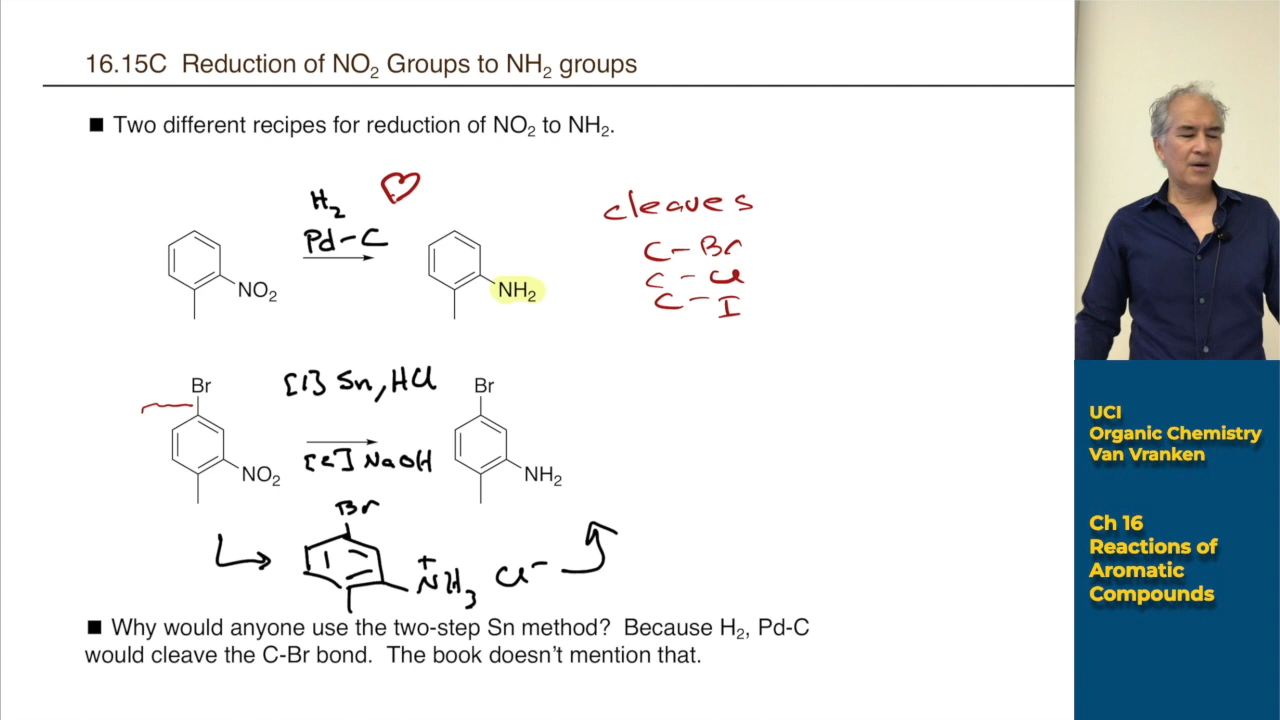 16.15C Reduction of NO₂ Groups to NH₂ groups
■ Two different recipes for reduction of NO₂ to NH₂.
H₂
Pd-C
NO₂
NH₂
cleaves
C-Br
C-Cl
C-I
Br
[1] Sn, HCl
Br
[2] NaOH
NO₂
NH₂
Br
+
NH₃ Cl⁻
■ Why would anyone use the two-step Sn method? Because H₂, Pd-C
would cleave the C-Br bond. The book doesn't mention that.
UCI
Organic Chemistry
Van Vranken
Ch 16
Reactions of
Aromatic
Compounds